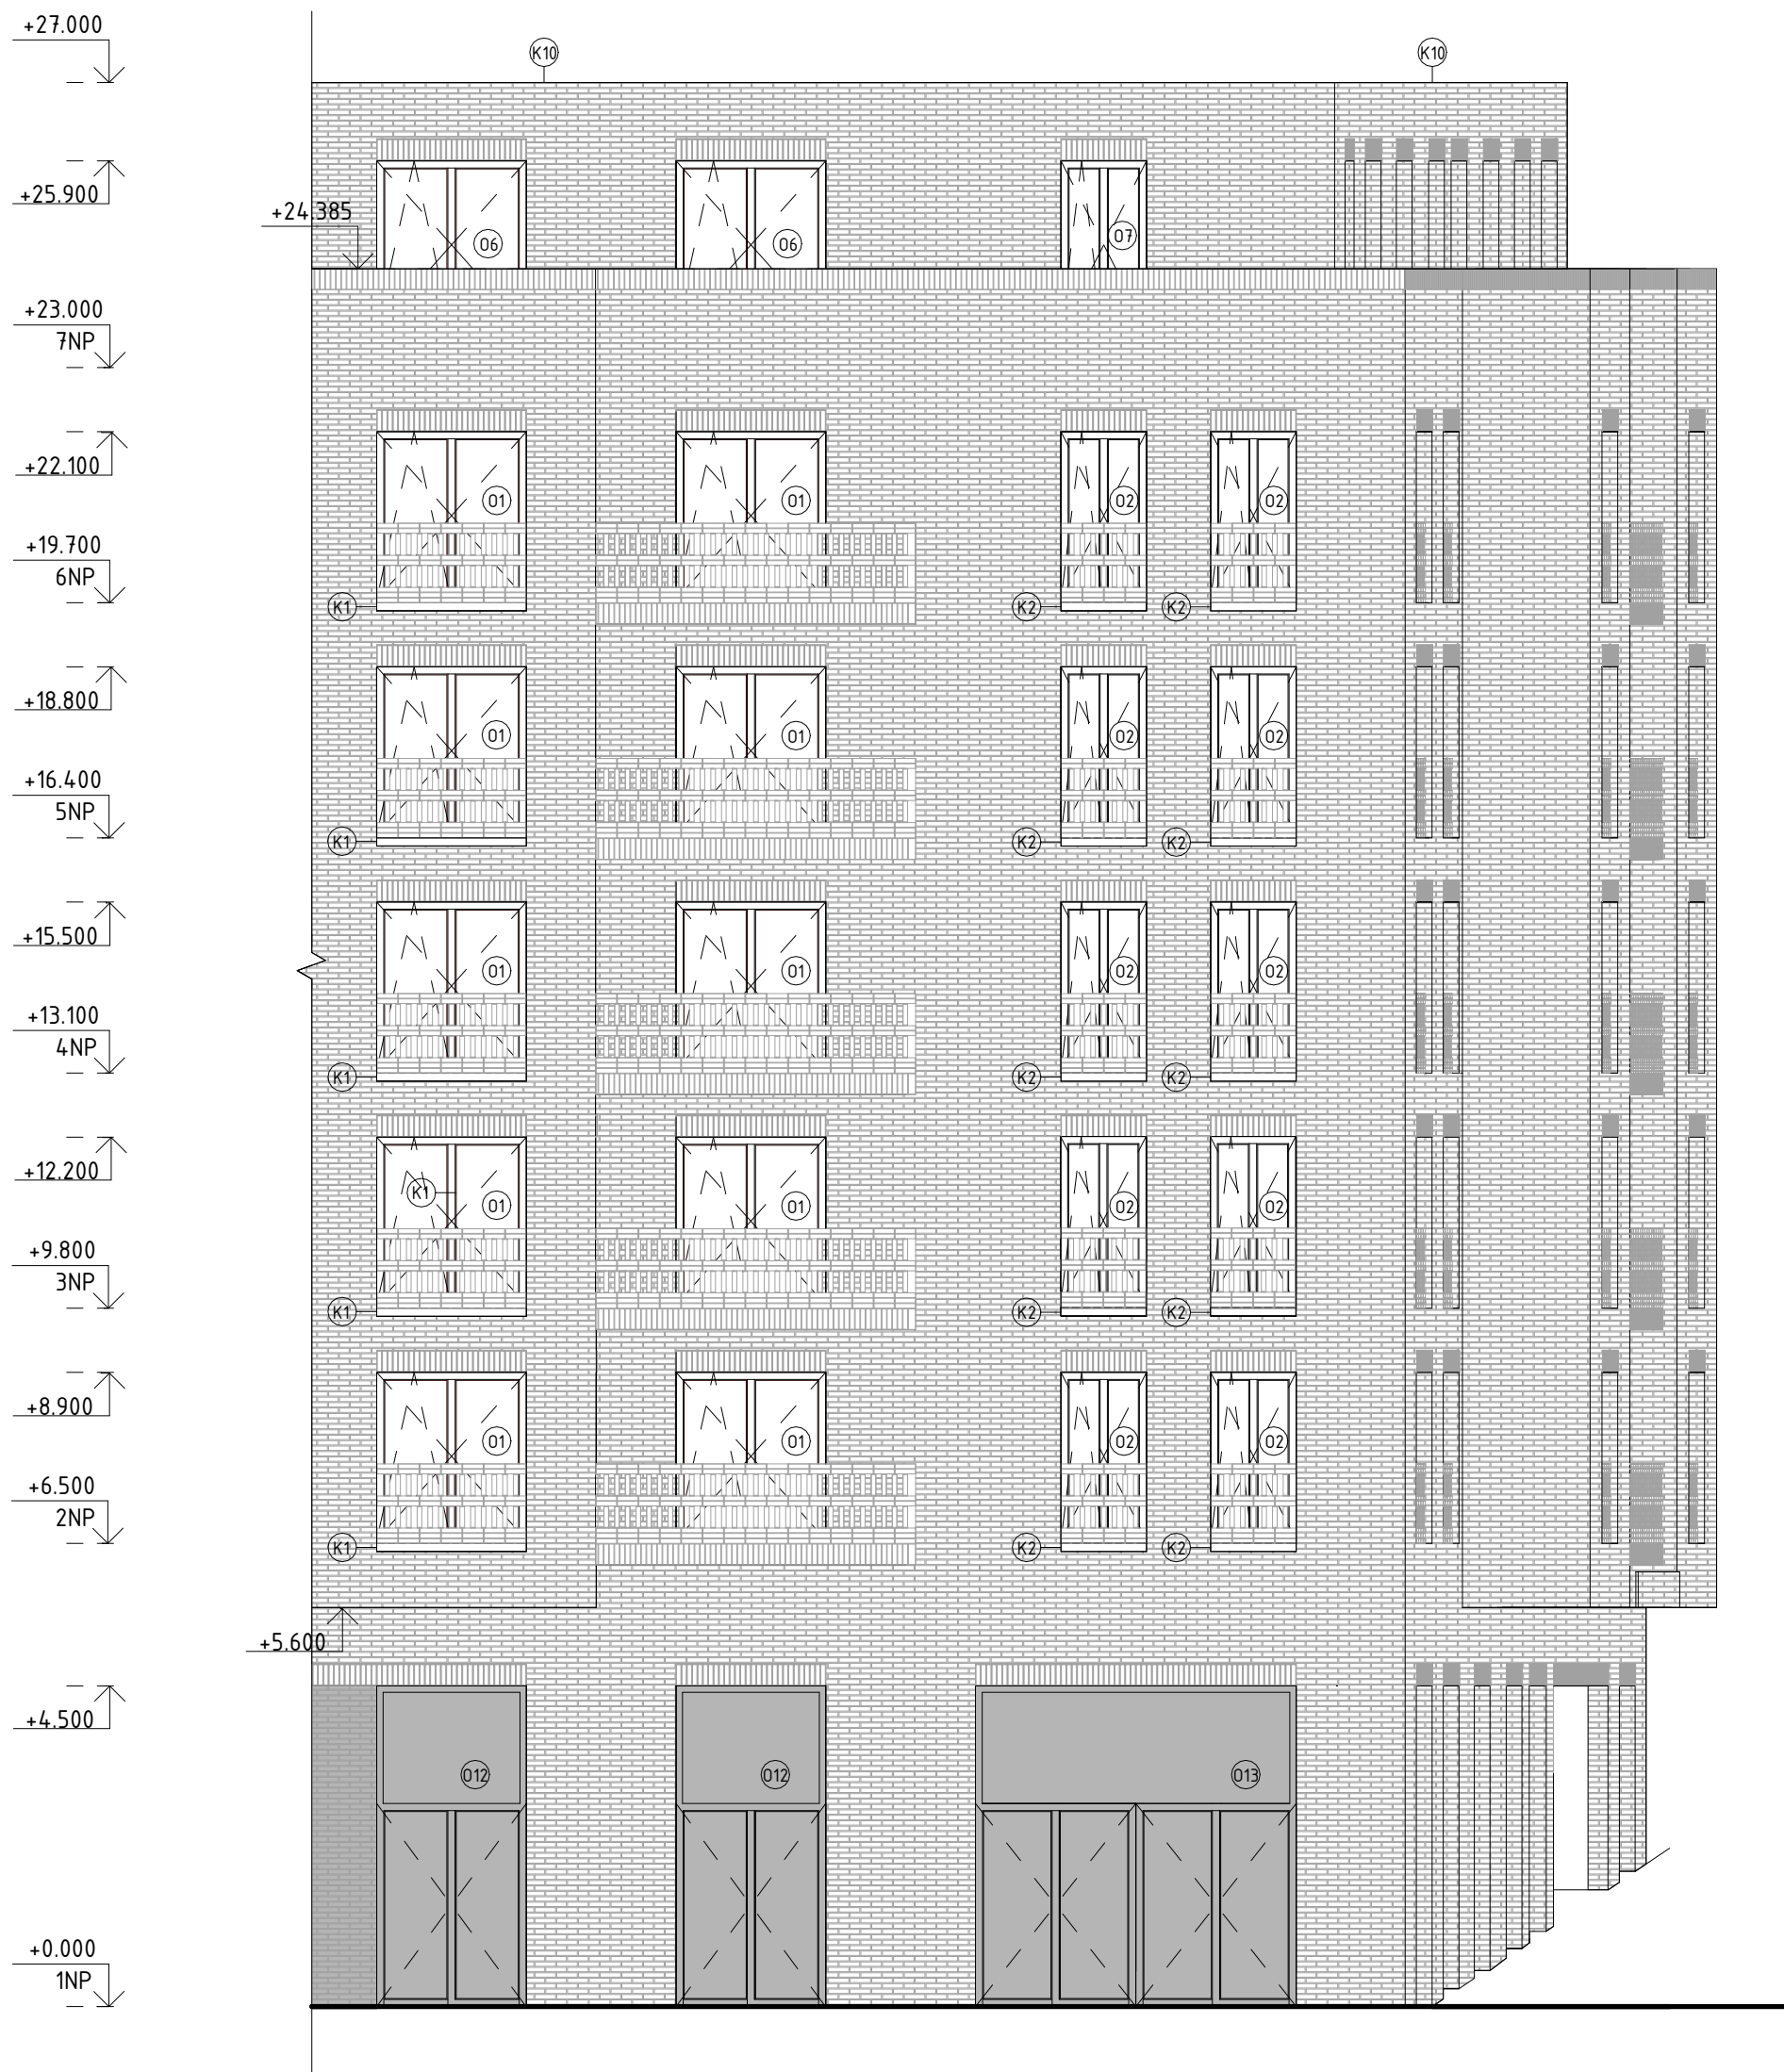 +27.000
K10 K10
+25.900
+24.385
06 06 07
+23.000
7NP
+22.100
01 01 02 02
+19.700
6NP
K1 K2 K2
+18.800
01 01 02 02
+16.400
5NP
K1 K2 K2
+15.500
01 01 02 02
+13.100
4NP
K1 K2 K2
+12.200
K1 01 01 02 02
+9.800
3NP
K1 K2 K2
+8.900
01 01 02 02
+6.500
2NP
K1 K2 K2
+5.600
+4.500
012 012 013
+0.000
1NP